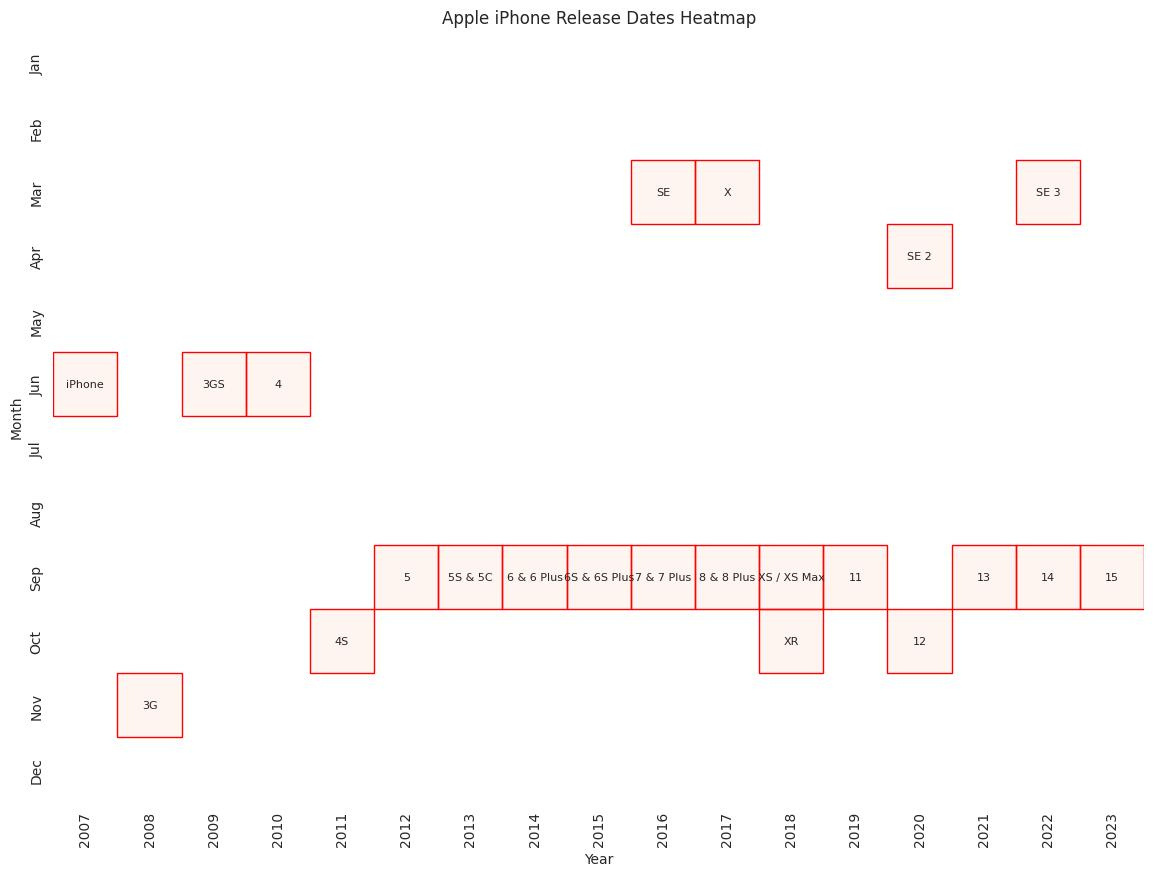 Apple iPhone Release Dates Heatmap
Jan
Feb
Mar
SE
X
SE 3
Apr
SE 2
May
Jun
iPhone
3GS
4
Month
Jul
Aug
Sep
5
5S & 5C
6 & 6 Plus
6S & 6S Plus
7 & 7 Plus
8 & 8 Plus
XS / XS Max
11
13
14
15
Oct
4S
XR
12
Nov
3G
Dec
2007
2008
2009
2010
2011
2012
2013
2014
2015
2016
2017
2018
2019
2020
2021
2022
2023
Year